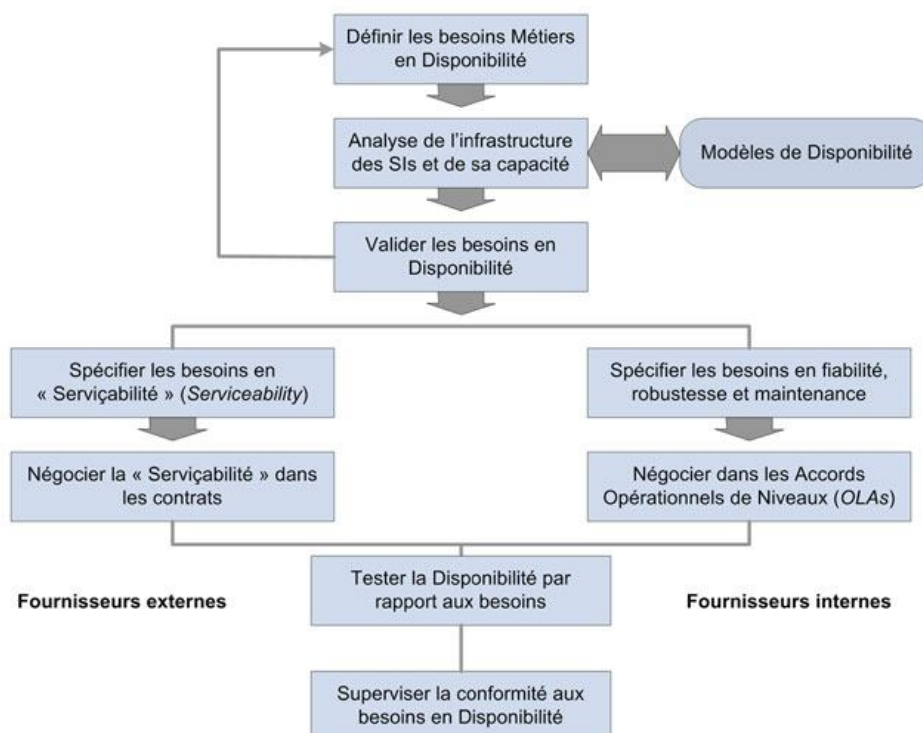 Définir les besoins Métiers
en Disponibilité
Analyse de l'infrastructure
des SIs et de sa capacité
Modèles de Disponibilité
Valider les besoins en
Disponibilité
Spécifier les besoins en
« Serviçabilité » (Serviceability)
Spécifier les besoins en fiabilité,
robustesse et maintenance
Négocier la « Serviçabilité » dans
les contrats
Négocier dans les Accords
Opérationnels de Niveaux (OLAs)
Fournisseurs externes
Tester la Disponibilité par
rapport aux besoins
Fournisseurs internes
Superviser la conformité aux
besoins en Disponibilité